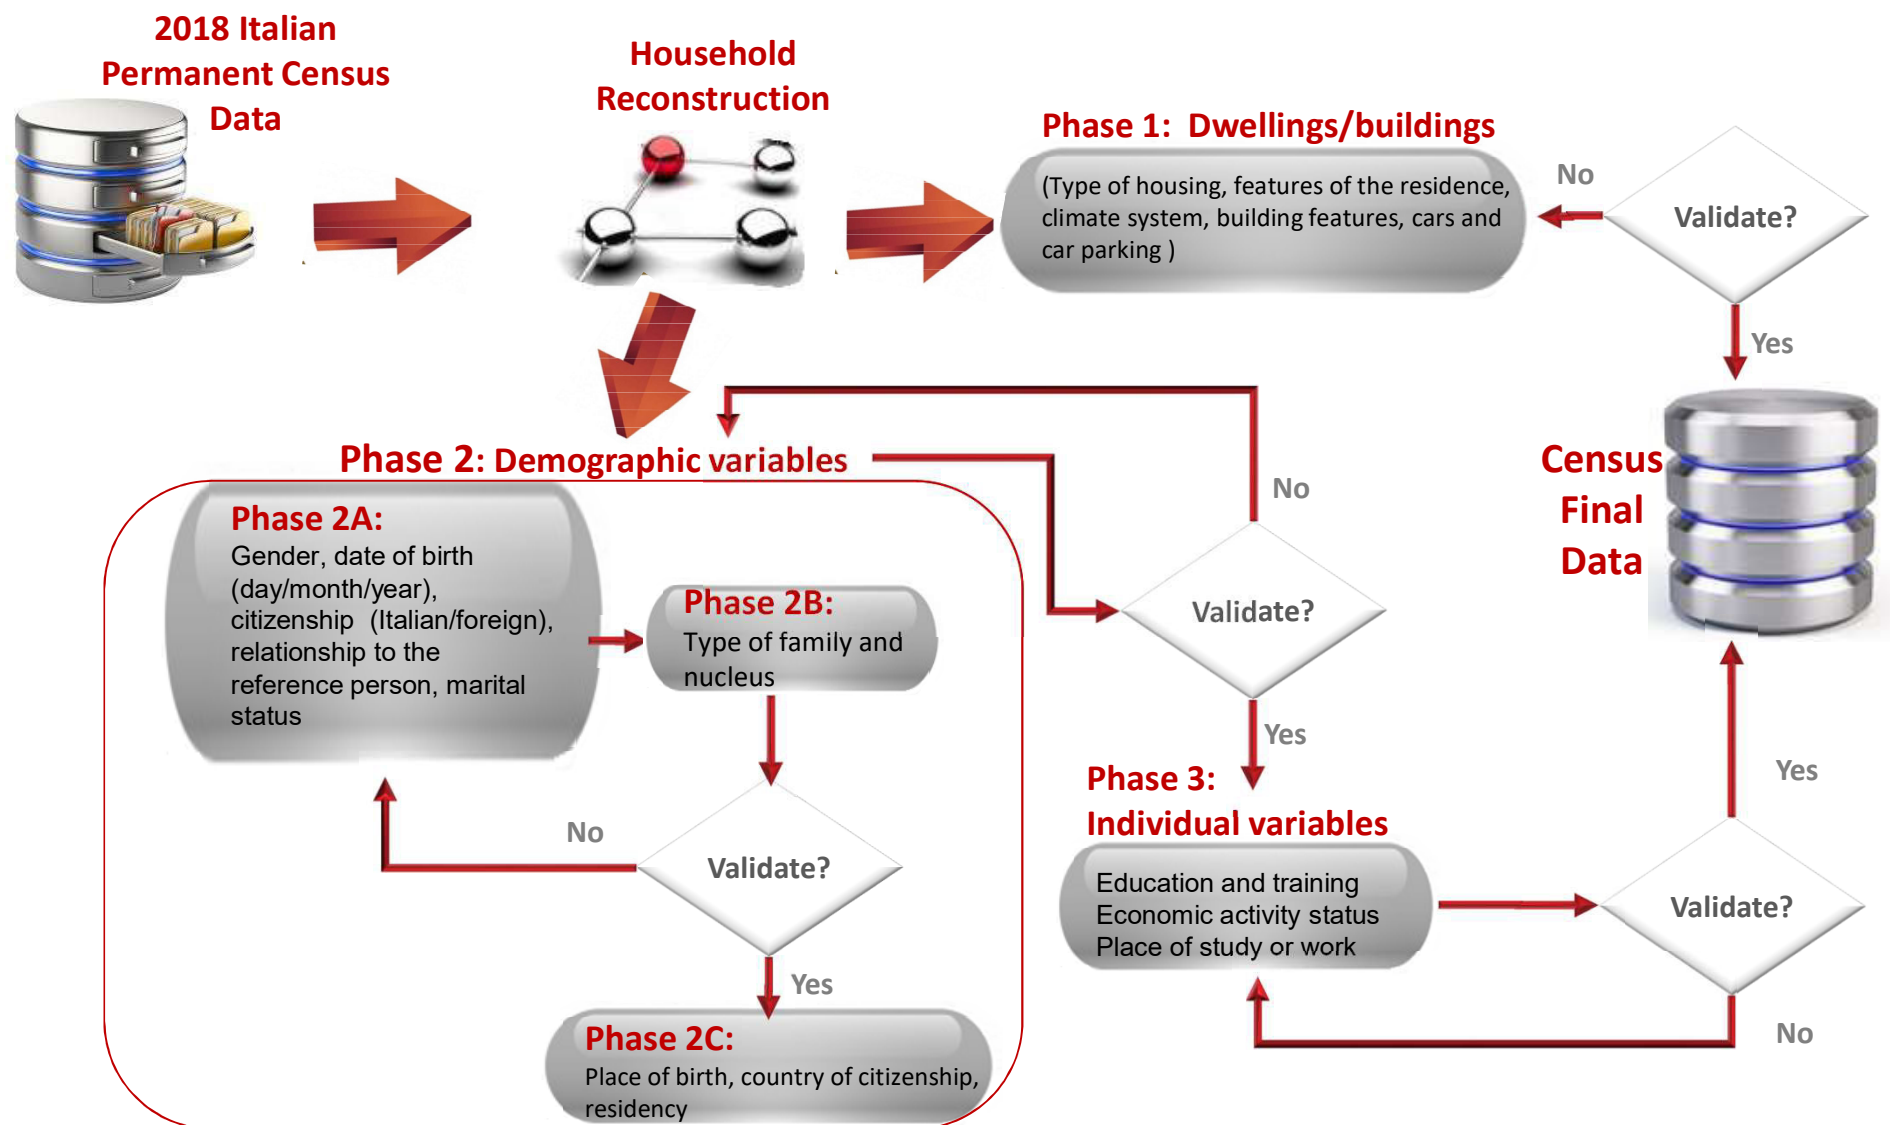 2018 Italian
Permanent Census
Data
Household
Reconstruction
Phase 1:  Dwellings/buildings
(Type of housing, features of the residence,
climate system, building features, cars and
car parking )
No
Validate?
Yes
Census
Final
Data
Phase 2: Demographic variables
Phase 2A:
Gender, date of birth
(day/month/year),
citizenship  (Italian/foreign),
relationship to the
reference person, marital
status
Phase 2B:
Type of family and
nucleus
No
Validate?
Yes
Phase 2C:
Place of birth, country of citizenship,
residency
No
Validate?
Yes
Phase 3:
Individual variables
Education and training
Economic activity status
Place of study or work
Yes
Validate?
No